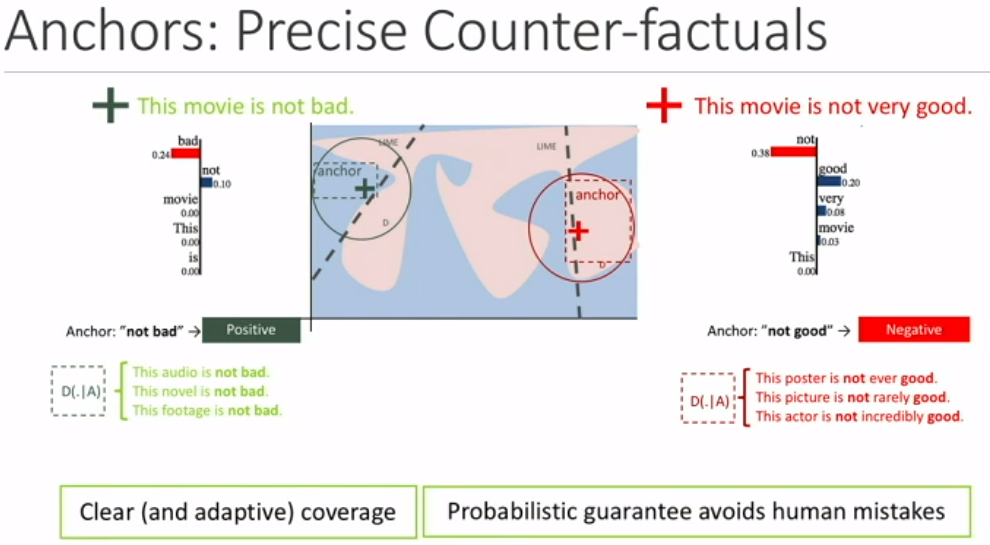 Anchors: Precise Counter-factuals
This movie is not bad.
This movie is not very good.
bad
0.24
not
0.10
movie
0.00
This
0.00
is
0.00
LIME
anchor
D
LIME
anchor
D
not
0.38
good
0.20
very
0.08
movie
0.03
This
0.00
Anchor: "not bad" → Positive
Anchor: "not good" → Negative
D(.|A)
This audio is not bad.
This novel is not bad.
This footage is not bad.
D(.|A)
This poster is not ever good.
This picture is not rarely good.
This actor is not incredibly good.
Clear (and adaptive) coverage
Probabilistic guarantee avoids human mistakes